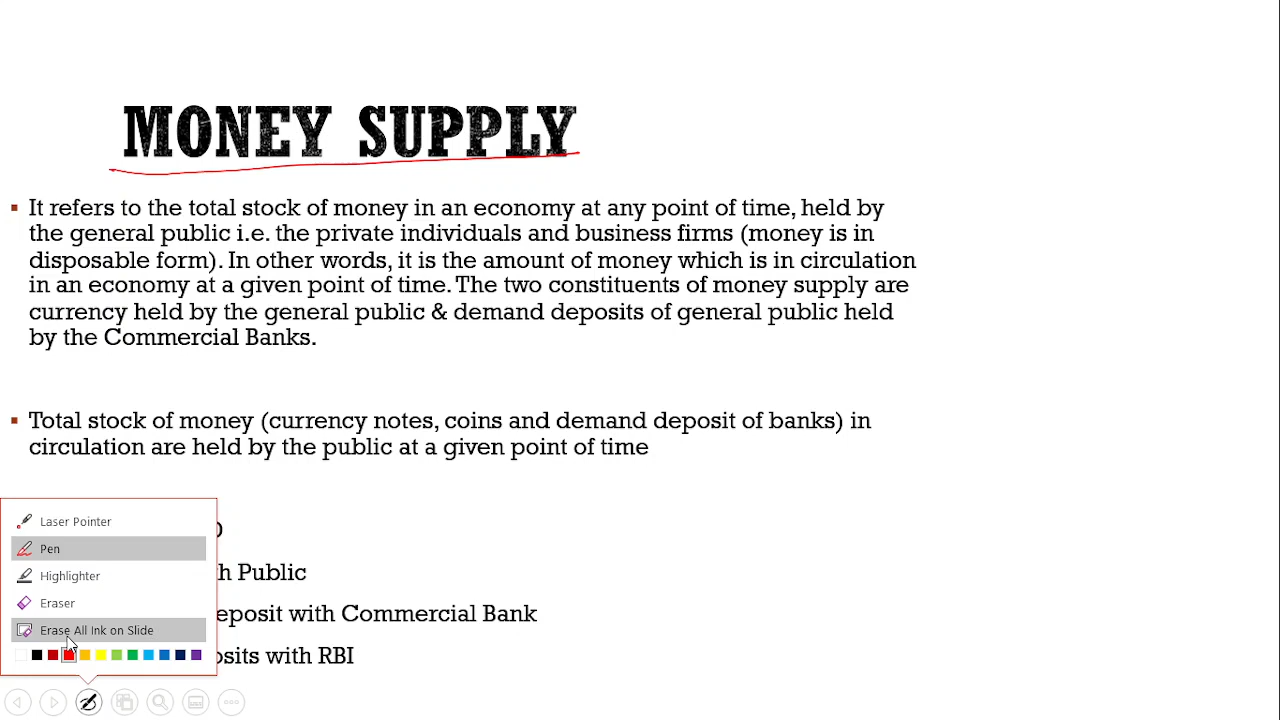 MONEY SUPPLY
▪ It refers to the total stock of money in an economy at any point of time, held by
the general public i.e. the private individuals and business firms (money is in
disposable form). In other words, it is the amount of money which is in circulation
in an economy at a given point of time. The two constituents of money supply are
currency held by the general public & demand deposits of general public held
by the Commercial Banks.
▪ Total stock of money (currency notes, coins and demand deposit of banks) in
circulation are held by the public at a given point of time
Laser Pointer
Pen
h Public
Highlighter
Eraser
eposit with Commercial Bank
Erase All Ink on Slide
osits with RBI